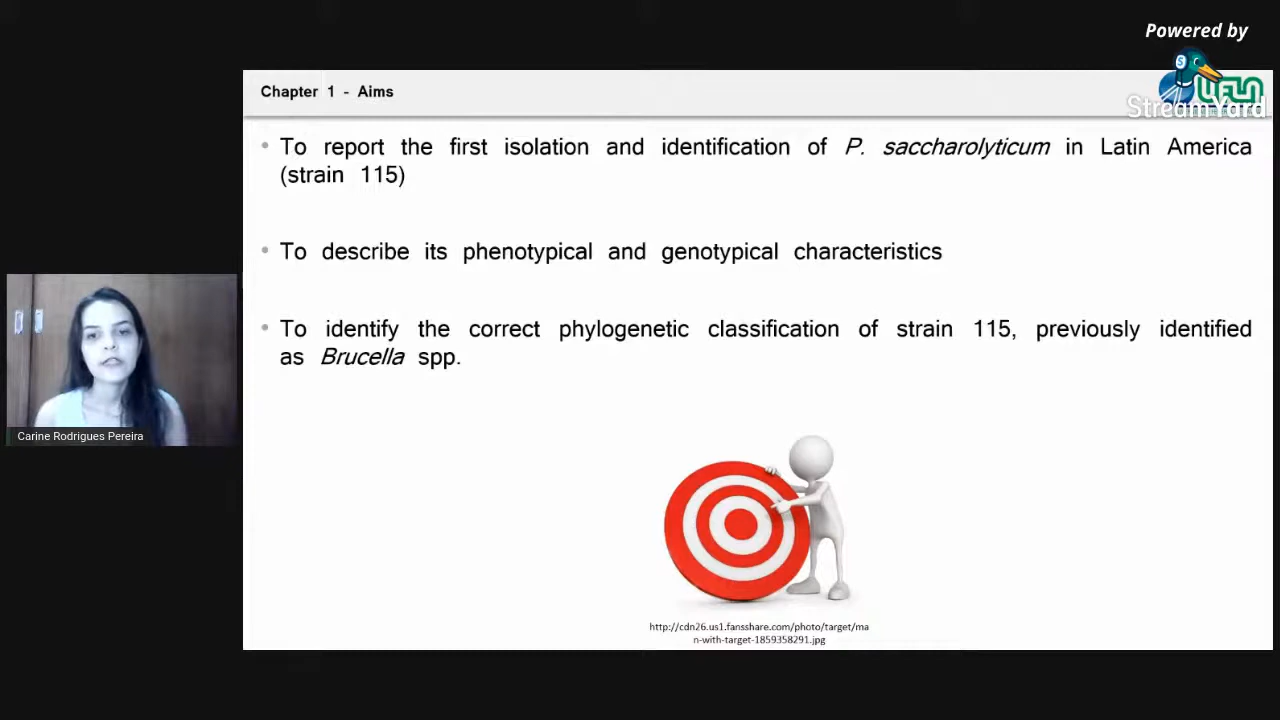 Powered by
StreamYard
UFLA
Chapter 1 - Aims
• To report the first isolation and identification of P. saccharolyticum in Latin America
(strain 115)
• To describe its phenotypical and genotypical characteristics
• To identify the correct phylogenetic classification of strain 115, previously identified
as Brucella spp.
Carine Rodrigues Pereira
http://cdn26.us1.fansshare.com/photo/target/ma
n-with-target-1859358291.jpg